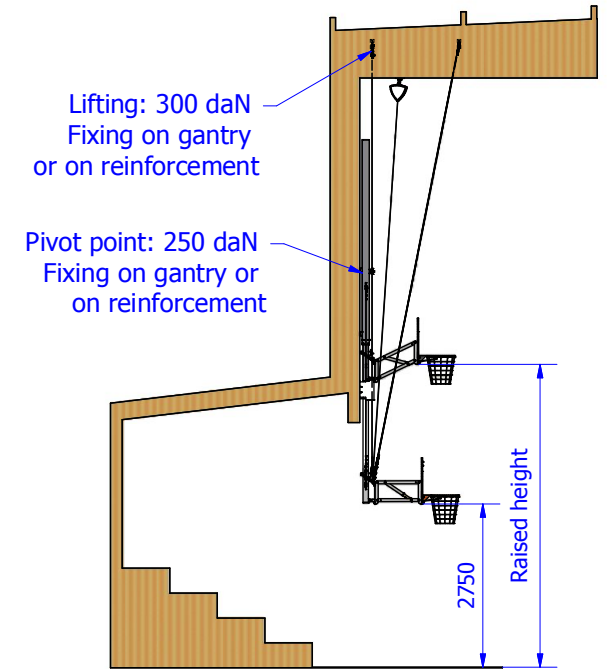 Lifting: 300 daN
Fixing on gantry
or on reinforcement
Pivot point: 250 daN
Fixing on gantry or
on reinforcement
2750
Raised height